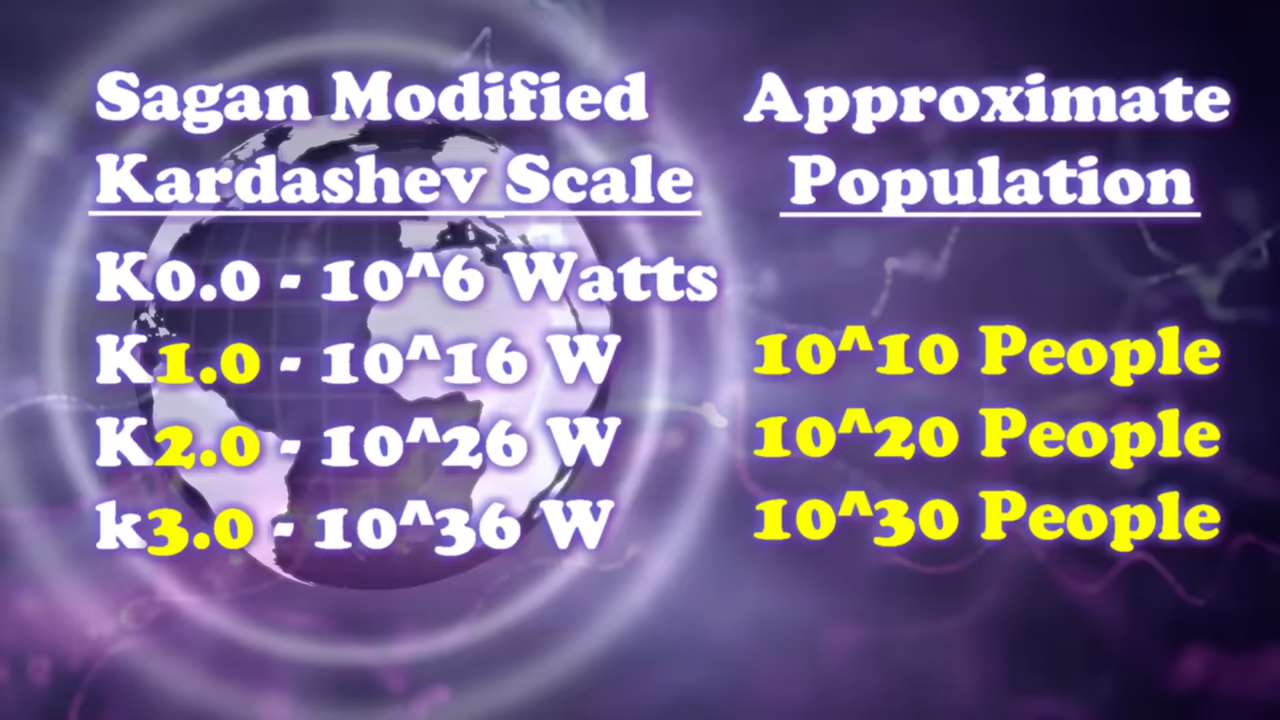 Sagan Modified
Kardashev Scale
K0.0 - 10^6 Watts
K1.0 - 10^16 W
K2.0 - 10^26 W
k3.0 - 10^36 W
Approximate
Population
10^10 People
10^20 People
10^30 People